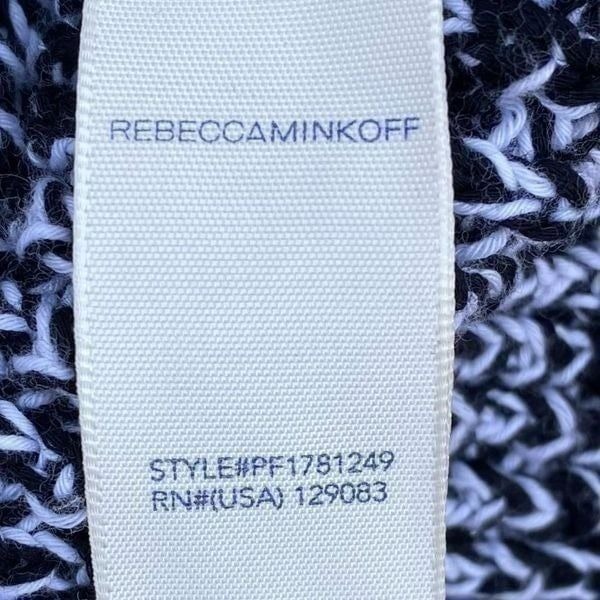 REBECCAMINKOFF
STYLE#PF1781249
RN#(USA) 129083